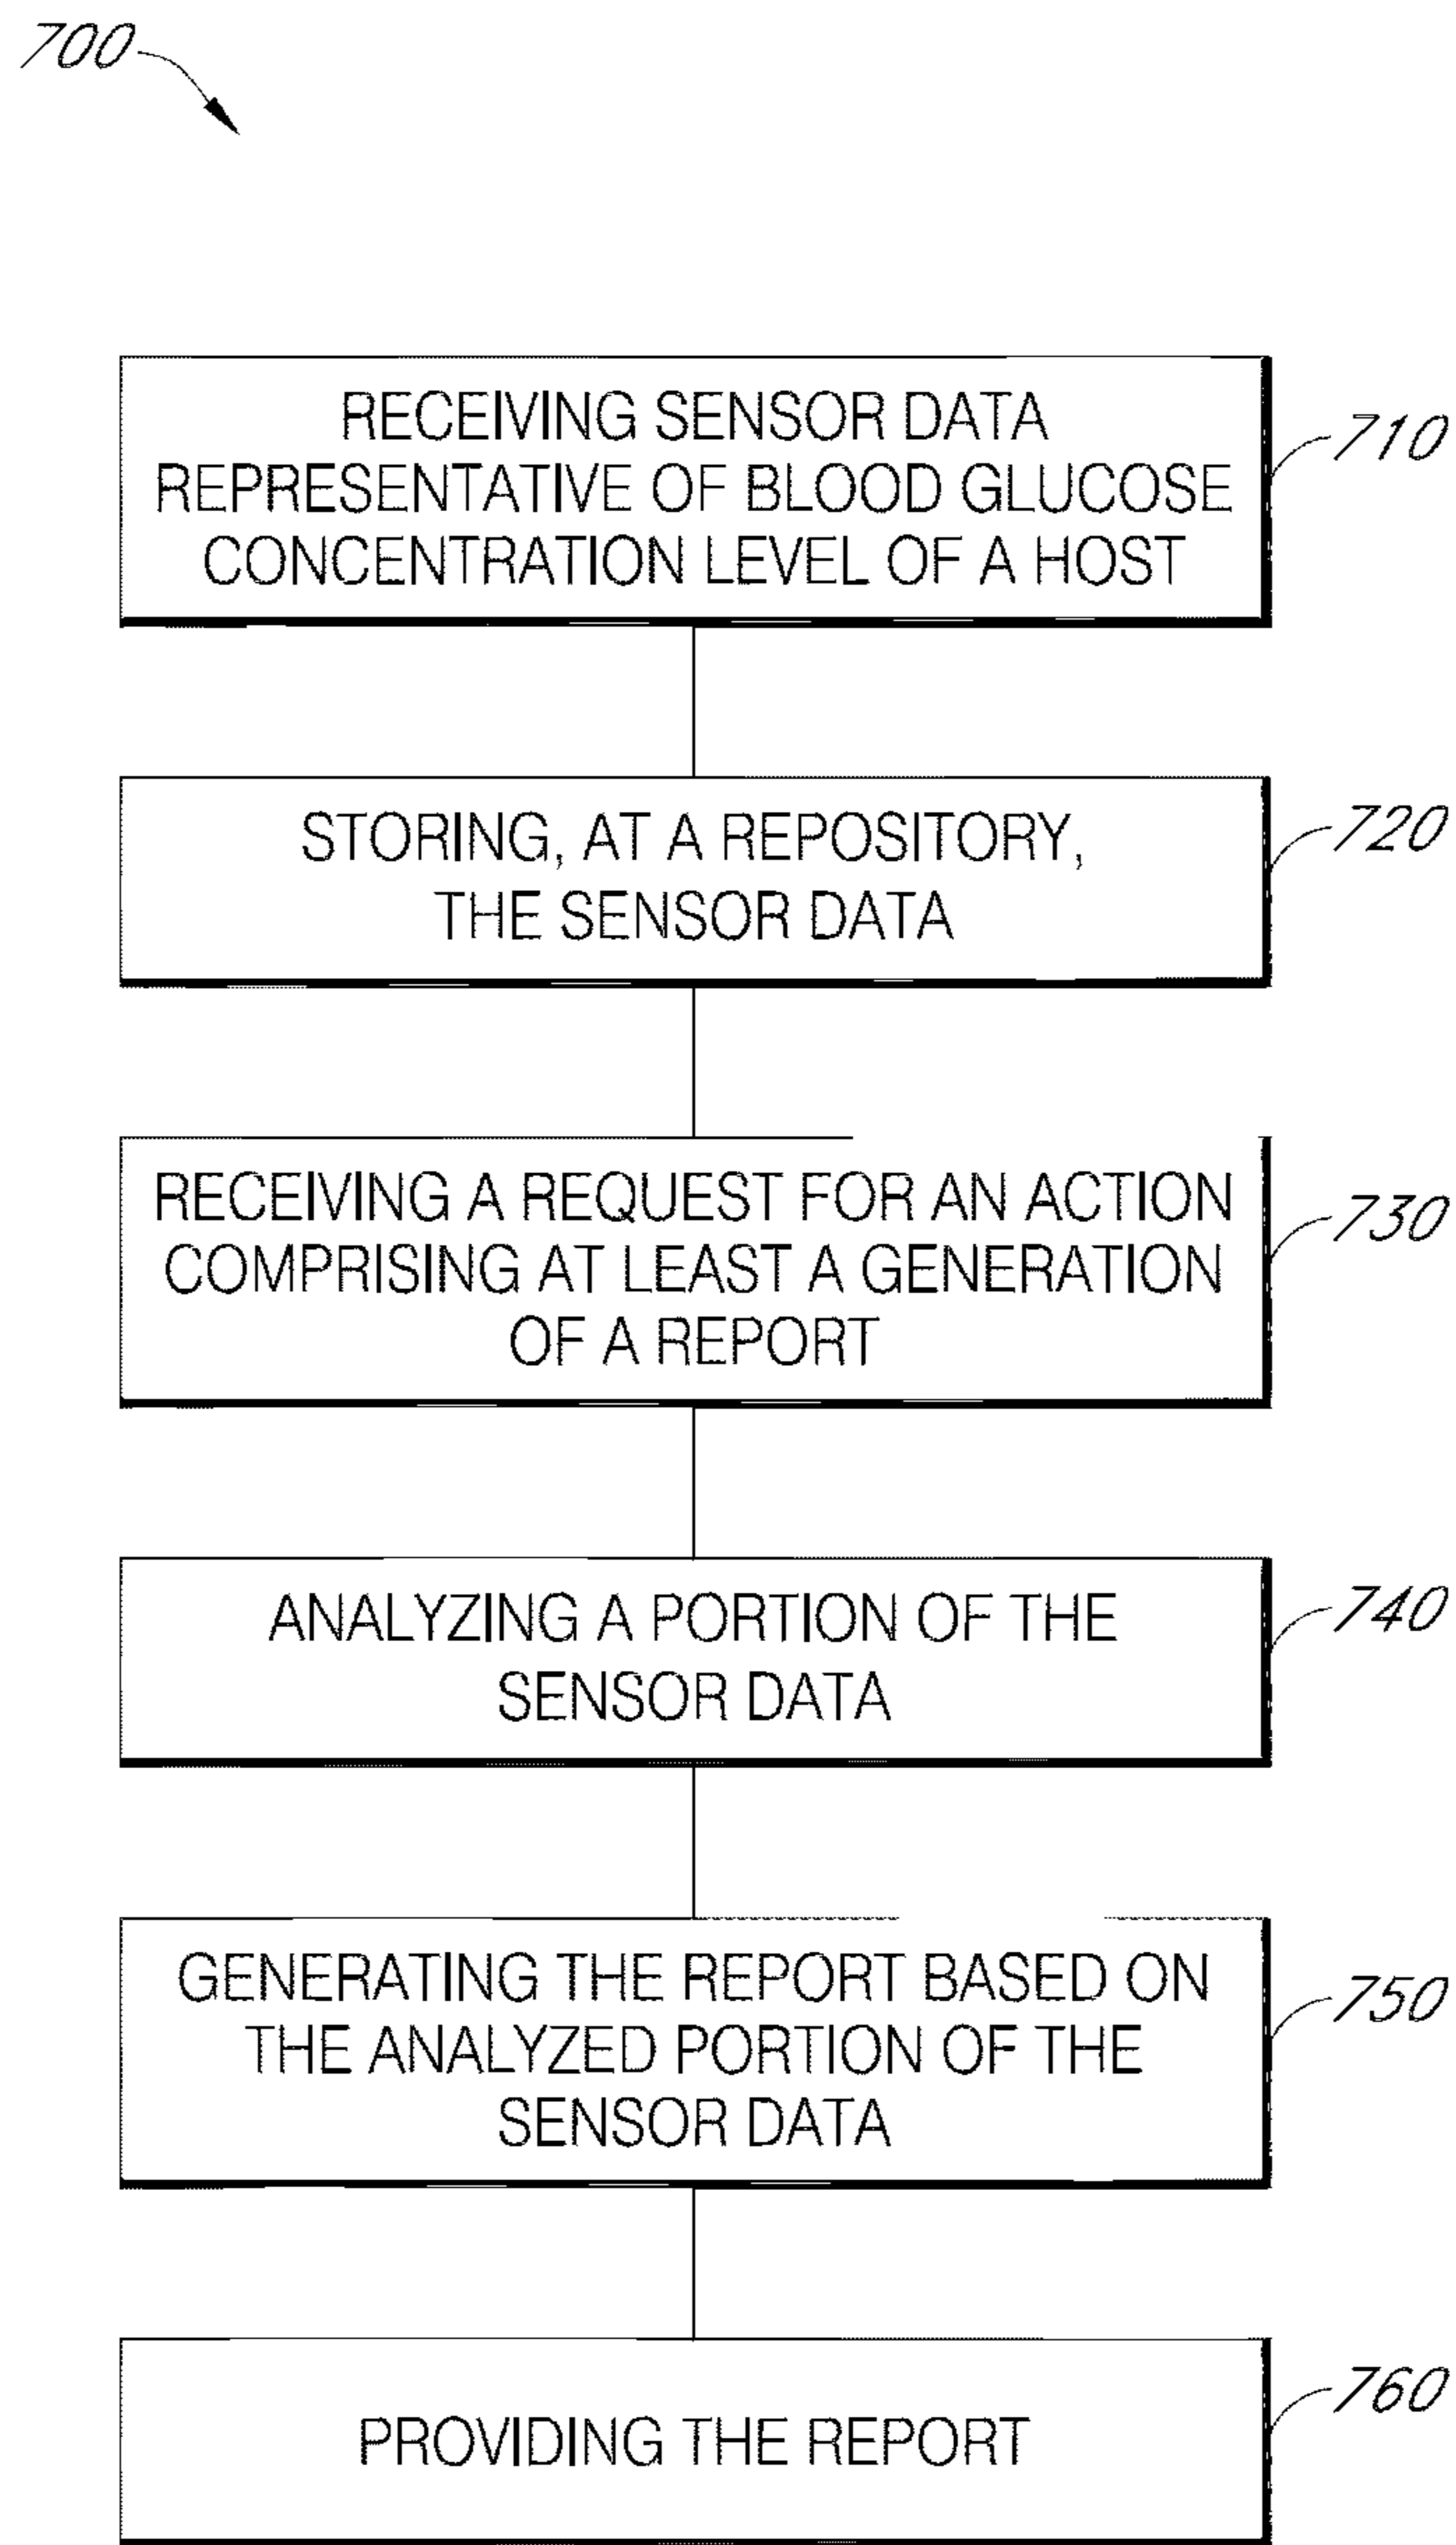 700
RECEIVING SENSOR DATA
REPRESENTATIVE OF BLOOD GLUCOSE
CONCENTRATION LEVEL OF A HOST
710
STORING, AT A REPOSITORY,
THE SENSOR DATA
720
RECEIVING A REQUEST FOR AN ACTION
COMPRISING AT LEAST A GENERATION
OF A REPORT
730
ANALYZING A PORTION OF THE
SENSOR DATA
740
GENERATING THE REPORT BASED ON
THE ANALYZED PORTION OF THE
SENSOR DATA
750
PROVIDING THE REPORT
760